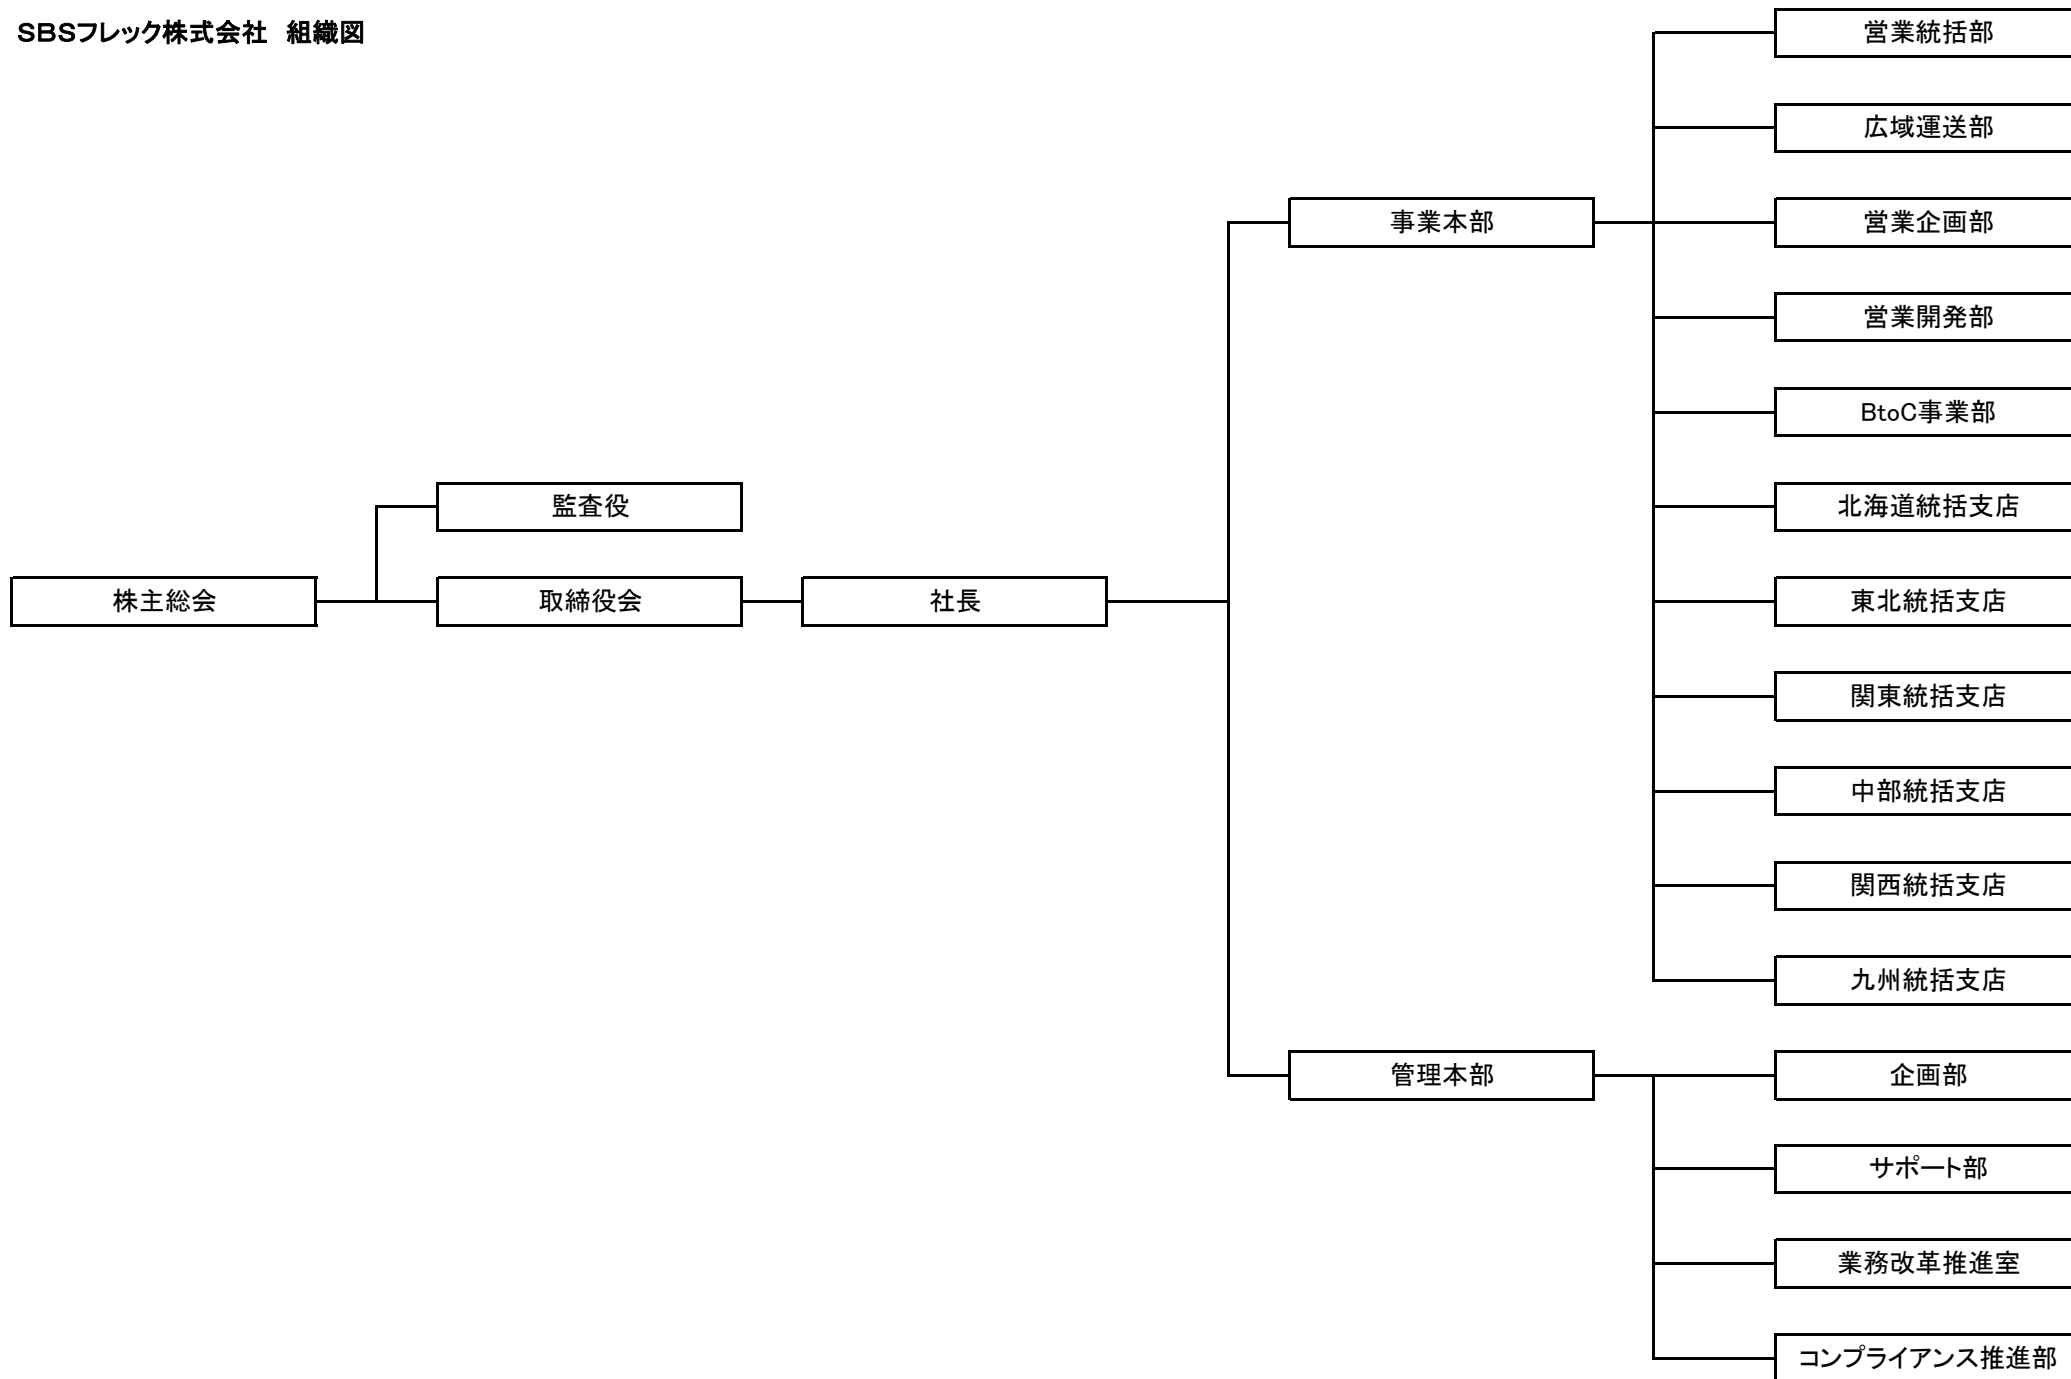 SBSフレック株式会社　組織図
営業統括部
広域運送部
事業本部
営業企画部
営業開発部
BtoC事業部
監査役
北海道統括支店
株主総会
取締役会
社長
東北統括支店
関東統括支店
中部統括支店
関西統括支店
九州統括支店
管理本部
企画部
サポート部
業務改革推進室
コンプライアンス推進部